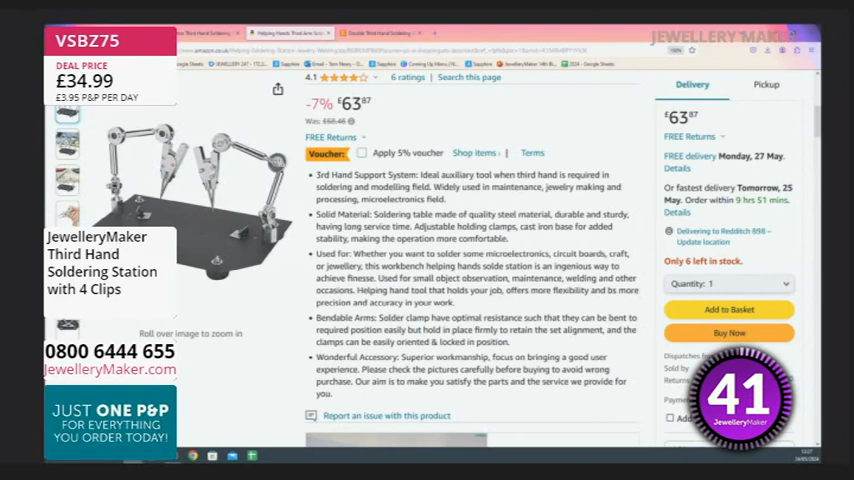 VSBZ75
DEAL PRICE
£34.99
£3.95 P&P PER DAY
JewelleryMaker
Third Hand
Soldering Station
with 4 Clips
0800 6444 655
JewelleryMaker.com
JUST ONE P&P
FOR EVERYTHING
YOU ORDER TODAY!
JEWELLERY MAKER
4.1
6 ratings | Search this page
-7% £63 87
Was: £68.46
FREE Returns
Voucher: Apply 5% voucher Shop items | Terms
• 3rd Hand Support System: Ideal auxiliary tool when third hand is required in
soldering and modelling field. Widely used in maintenance, jewelry making and
processing, microelectronics field.
• Solid Material: Soldering table made of quality steel material, durable and sturdy,
having long service time. Adjustable holding clamps, cast iron base for added
stability, making the operation more comfortable.
• Used for: Whether you want to solder some microelectronics, circuit boards, craft,
or jewellery, this workbench helping hands solde station is an ingenious way to
achieve finesse. Used for small object observation, maintenance, welding and other
occasions. Helping hand tool that holds your job, offers more flexibility and bs more
precision and accuracy in your work.
• Bendable Arms: Solder clamp have optimal resistance such that they can be bent to
required position easily but hold in place firmly to retain the set alignment, and the
clamps can be easily oriented & locked in position.
• Wonderful Accessory: Superior workmanship, focus on bringing a good user
experience. Please check the pictures carefully before buying to avoid wrong
purchase. Our aim is to make you satisfy the parts and the service we provide for
you.
Report an issue with this product
Roll over image to zoom in
Delivery Pickup
£63 87
FREE Returns
FREE delivery Monday, 27 May.
Details
Or fastest delivery Tomorrow, 25
May. Order within 9 hrs 51 mins.
Details
Delivering to Redditch B98 –
Update location
Only 6 left in stock.
Quantity: 1
Add to Basket
Buy Now
Dispatches
Sold by
Returns
Payment
Add
41
JewelleryMaker
12:27
24/05/2024